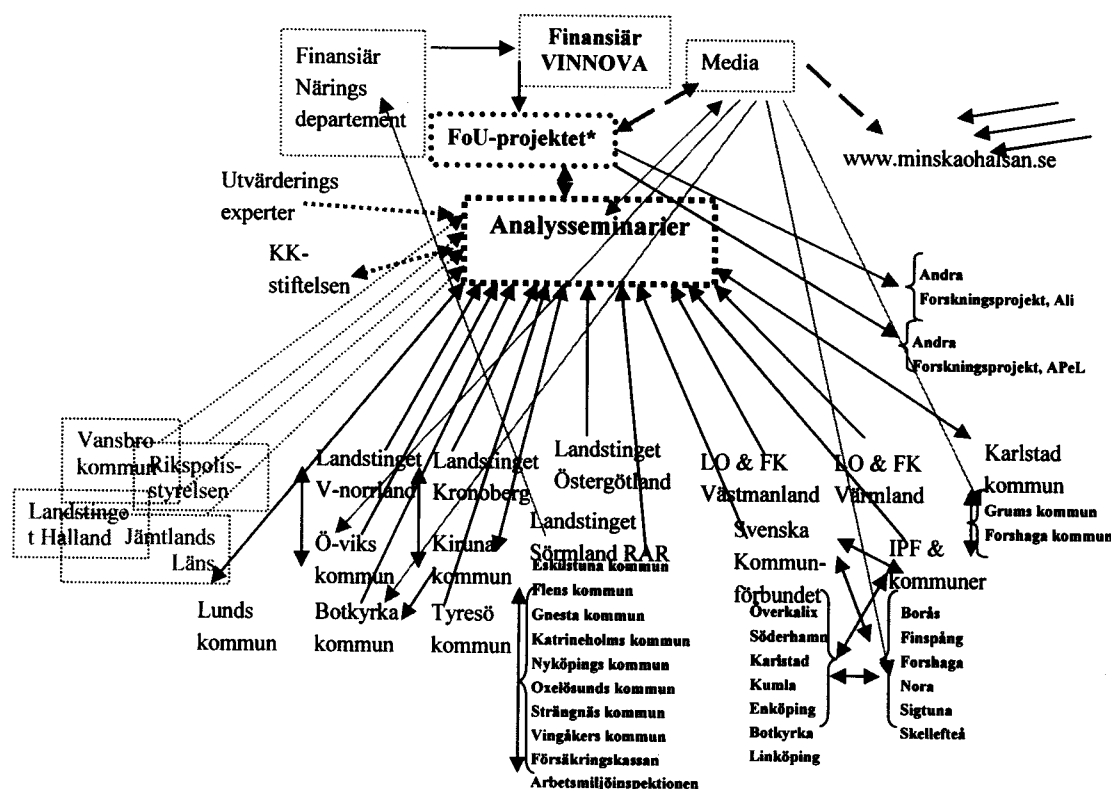 Finansiär
Närings
departement
Finansiär
VINNOVA
Media
FoU-projektet*
www.minskaohalsan.se
Utvärderings
experter
Analysseminarier
KK-
stiftelsen
Andra
Forskningsprojekt, Ali
Andra
Forskningsprojekt, APeL
Vansbro
kommun
Rikspolis-
styrelsen
Landstinge
t Halland
Jämtlands
Läns
Lunds
kommun
Landstinget
V-norrland
Ö-viks
kommun
Botkyrka
kommun
Landstinget
Kronoberg
Kiruna
kommun
Tyresö
kommun
Landstinget
Östergötland
Landstinget
Sörmland RAR
Eskilstuna kommun
Flens kommun
Gnesta kommun
Katrineholms kommun
Nyköpings kommun
Oxelösunds kommun
Strängnäs kommun
Vingåkers kommun
Försäkringskassan
Arbetsmiljöinspektionen
LO & FK
Västmanland
Svenska
Kommun-
förbundet
Överkalix
Söderhamn
Karlstad
Kumla
Enköping
Botkyrka
Linköping
LO & FK
Värmland
IPF &
kommuner
Borås
Finspång
Forshaga
Nora
Sigtuna
Skellefteå
Karlstad
kommun
Grums kommun
Forshaga kommun